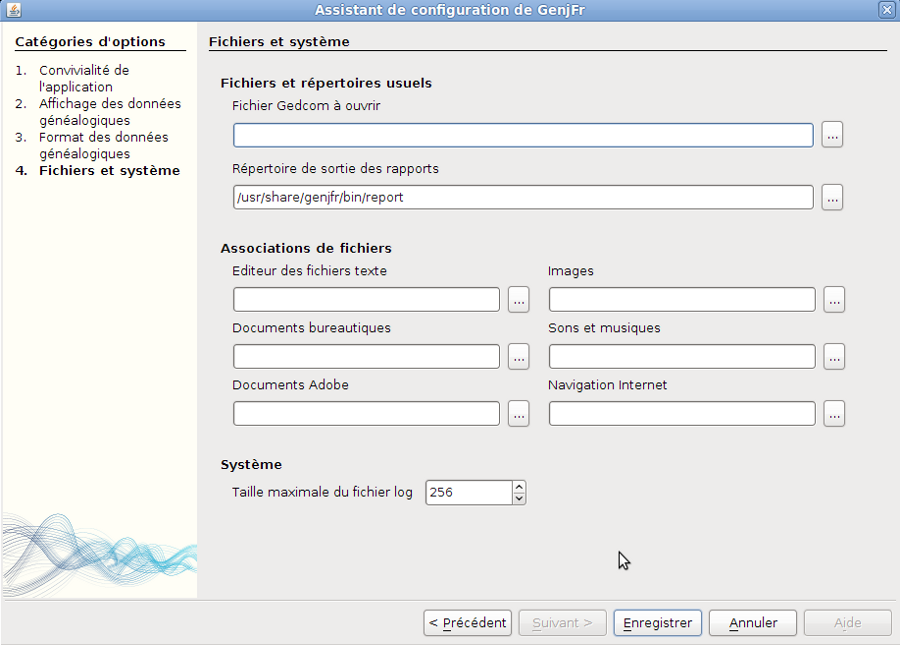 Assistant de configuration de GenjFr
Catégories d'options
1. Convivialité de
l'application
2. Affichage des données
généalogiques
3. Format des données
généalogiques
4. Fichiers et système
Fichiers et système
Fichiers et répertoires usuels
Fichier Gedcom à ouvrir
...
Répertoire de sortie des rapports
/usr/share/genjfr/bin/report ...
Associations de fichiers
Editeur des fichiers texte Images
... ...
Documents bureautiques Sons et musiques
... ...
Documents Adobe Navigation Internet
... ...
Système
Taille maximale du fichier log 256
< Précédent Suivant > Enregistrer Annuler Aide